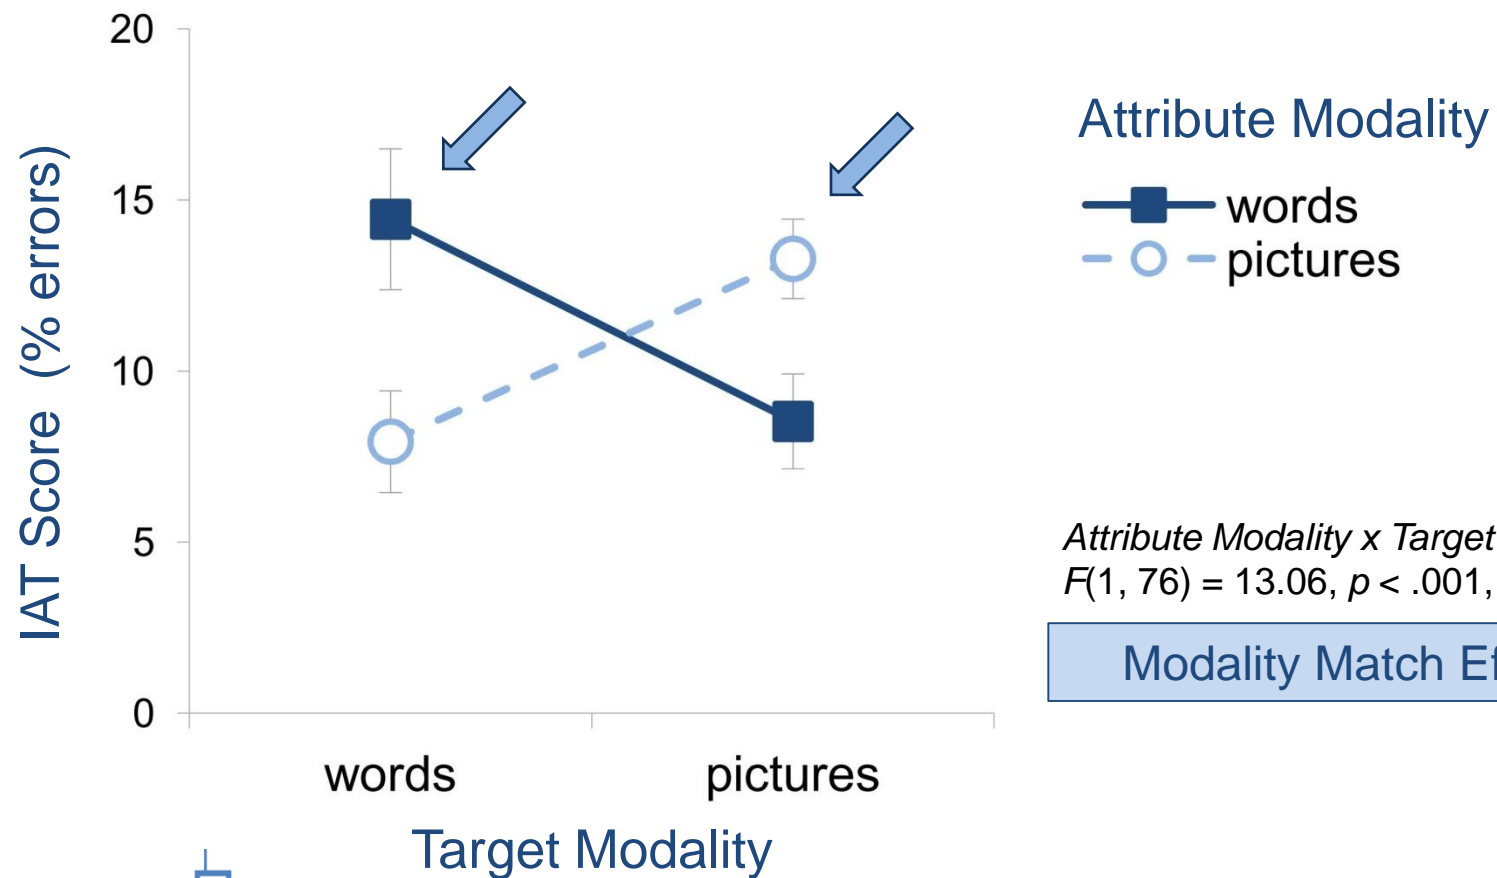 20
15
10
5
0
IAT Score (% errors)
words
pictures
Target Modality
Attribute Modality
words
pictures
Attribute Modality x Target
F(1, 76) = 13.06, p < .001,
Modality Match